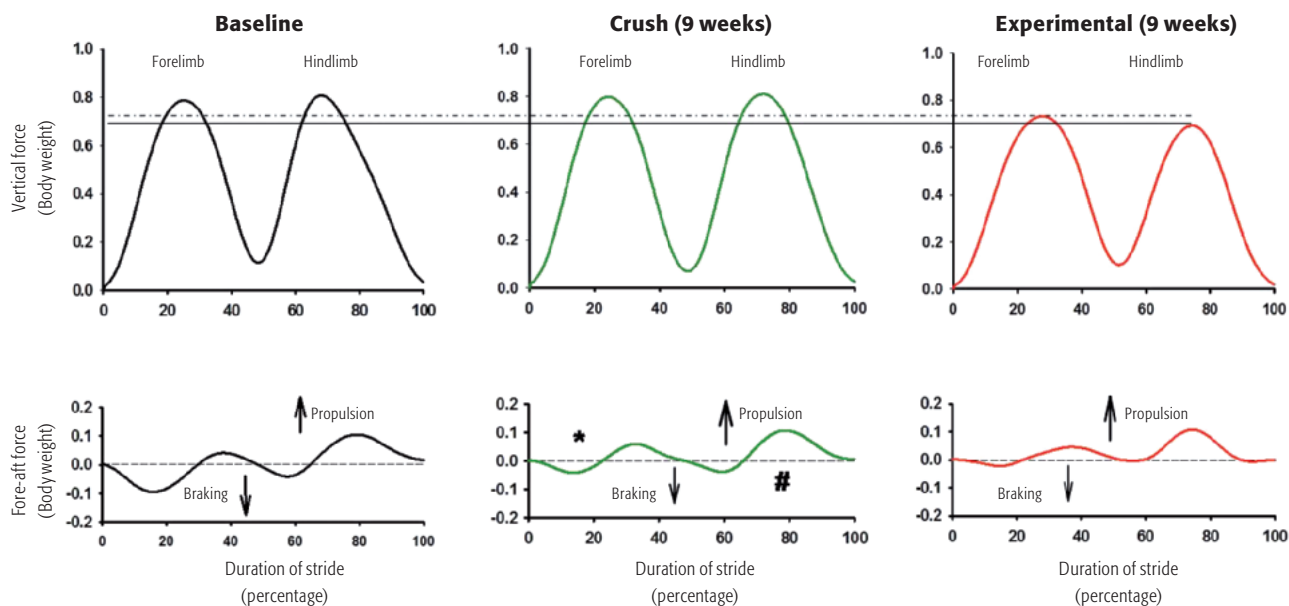 Baseline
Crush (9 weeks)
Experimental (9 weeks)
Vertical force
(Body weight)
1.0
0.8
0.6
0.4
0.2
0.0
Forelimb
Hindlimb
0
20
40
60
80
100
1.0
0.8
0.6
0.4
0.2
0.0
Forelimb
Hindlimb
0
20
40
60
80
100
1.0
0.8
0.6
0.4
0.2
0.0
Forelimb
Hindlimb
0
20
40
60
80
100
Fore-aft force
(Body weight)
0.2
0.1
0.0
-0.1
-0.2
Propulsion
Braking
0
20
40
60
80
100
Duration of stride
(percentage)
0.2
0.1
0.0
-0.1
-0.2
*
Propulsion
Braking
#
0
20
40
60
80
100
Duration of stride
(percentage)
0.2
0.1
0.0
-0.1
-0.2
Propulsion
Braking
0
20
40
60
80
100
Duration of stride
(percentage)